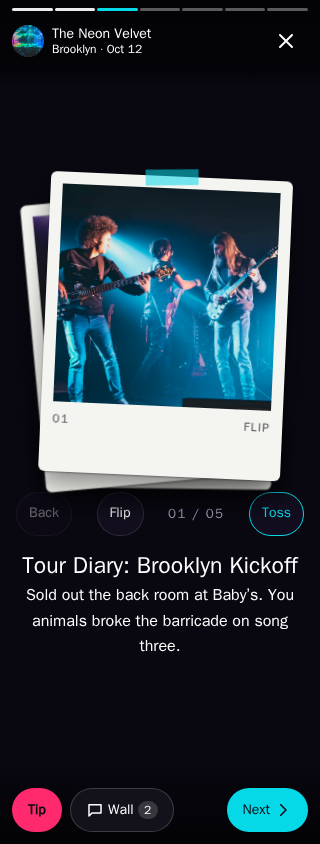 The Neon Velvet
Brooklyn · Oct 12
01
FLIP
Back
Flip
01 / 05
Toss
Tour Diary: Brooklyn Kickoff
Sold out the back room at Baby's. You
animals broke the barricade on song
three.
Tip
Wall 2
Next